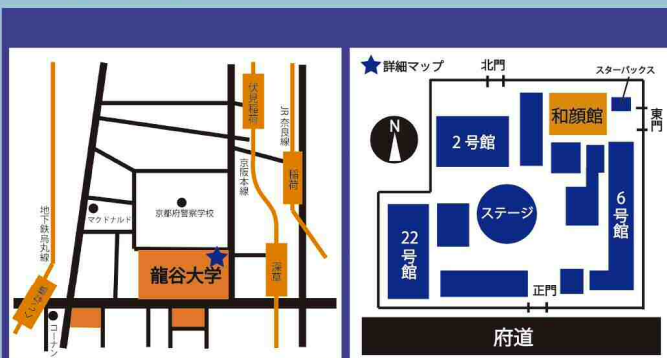 伏見稲荷
JR奈良線
京阪本線
稲荷
地下鉄烏丸線
マクドナルド
京都府警察学校
龍谷大学
深草
コーナン
詳細マップ
北門
スターバックス
N
2号館
和顔館
東門
ステージ
6号館
22号館
正門
府道